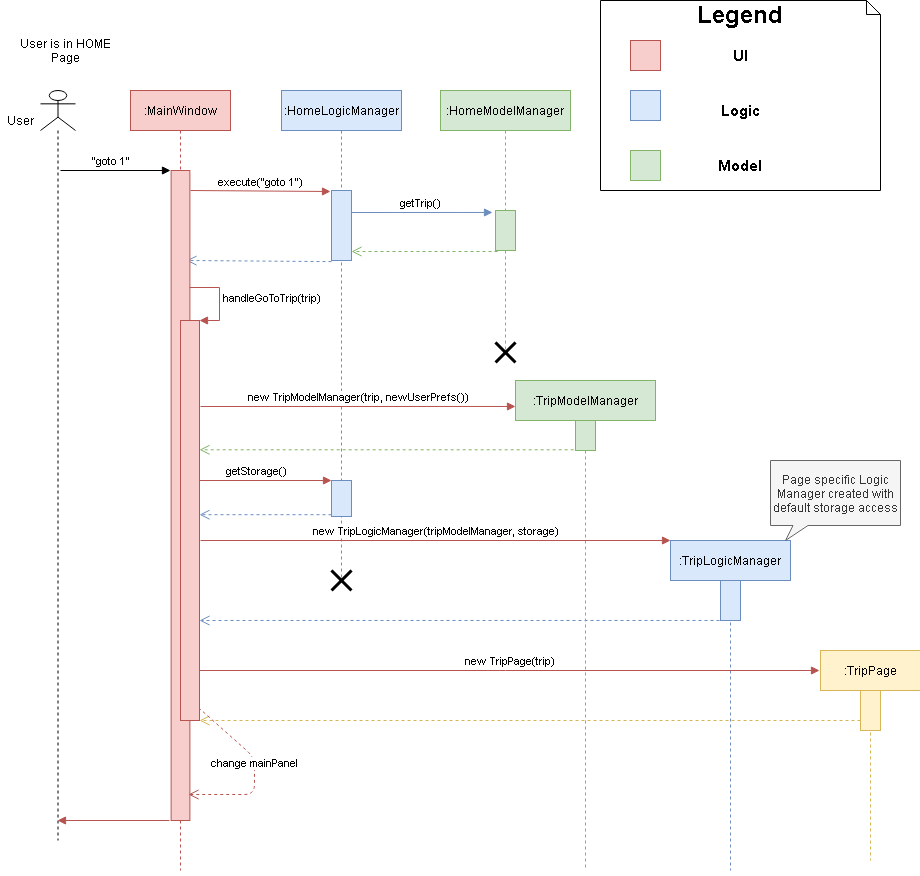 Legend
UI
Logic
Model
User is in HOME
Page
User
:MainWindow
:HomeLogicManager
:HomeModelManager
"goto 1"
execute("goto 1")
getTrip()
handleGoToTrip(trip)
new TripModelManager(trip, newUserPrefs())
:TripModelManager
getStorage()
Page specific Logic
Manager created with
default storage access
new TripLogicManager(tripModelManager, storage)
:TripLogicManager
new TripPage(trip)
:TripPage
change mainPanel